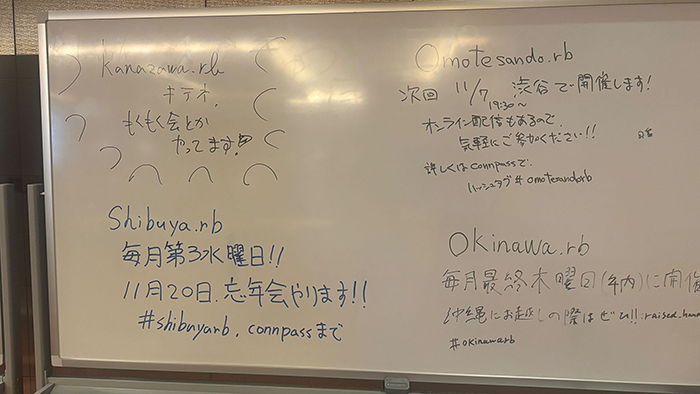 Kanazawa.rb
キテネ,
もくもく会とか
やってます!
Shibuya.rb
毎月第3水曜日!!
11月20日.忘年会やります!!
#shibuyarb. connpassまで
Omotesando.rb
次回 11/7 渋谷で開催します!
19:30〜
オンライン配信もあるので,
気軽にご参加ください!!
詳しくはconnpassで.
ハッシュタグ#omotesandorb
Okinawa.rb
毎月最終木曜日(年内)に開催
沖縄にお越しの際はぜひ!!:raised_han
#okinawarb